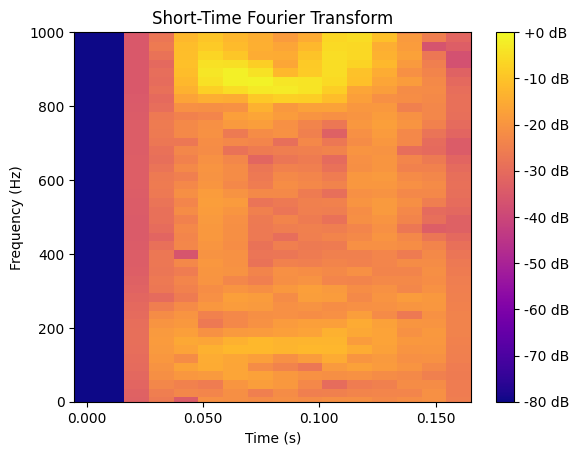 Short-Time Fourier Transform
Frequency (Hz)
1000
800
600
400
200
0
0.000
0.050
0.100
0.150
Time (s)
+0 dB
-10 dB
-20 dB
-30 dB
-40 dB
-50 dB
-60 dB
-70 dB
-80 dB